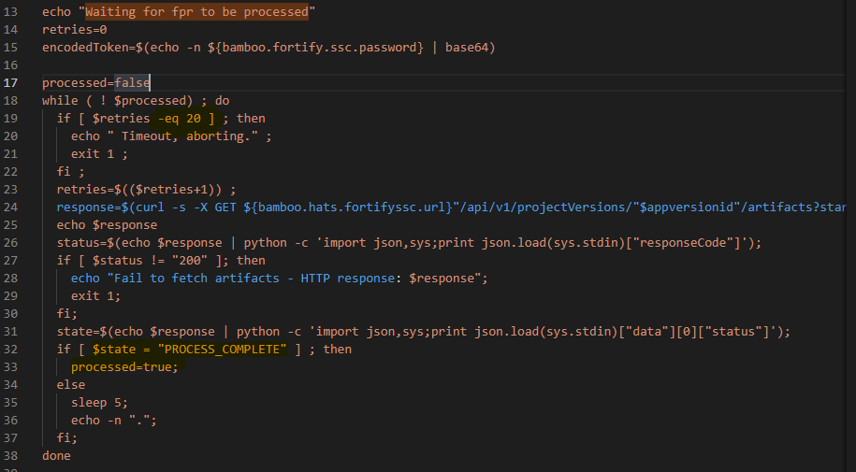 13 echo "Waiting for fpr to be processed"
14 retries=0
15 encodedToken=$(echo -n ${bamboo.fortify.ssc.password} | base64)
16
17 processed=false
18 while ( ! $processed) ; do
19 if [ $retries -eq 20 ] ; then
20 echo " Timeout, aborting." ;
21 exit 1 ;
22 fi ;
23 retries=$(($retries+1)) ;
24 response=$(curl -s -X GET ${bamboo.hats.fortifyssc.url}"/api/v1/projectVersions/"$appversionid"/artifacts?star
25 echo $response
26 status=$(echo $response | python -c 'import json,sys;print json.load(sys.stdin)["responseCode"]');
27 if [ $status != "200" ]; then
28 echo "Fail to fetch artifacts - HTTP response: $response";
29 exit 1;
30 fi;
31 state=$(echo $response | python -c 'import json,sys;print json.load(sys.stdin)["data"][0]["status"]');
32 if [ $state = "PROCESS_COMPLETE" ] ; then
33 processed=true;
34 else
35 sleep 5;
36 echo -n ".";
37 fi;
38 done